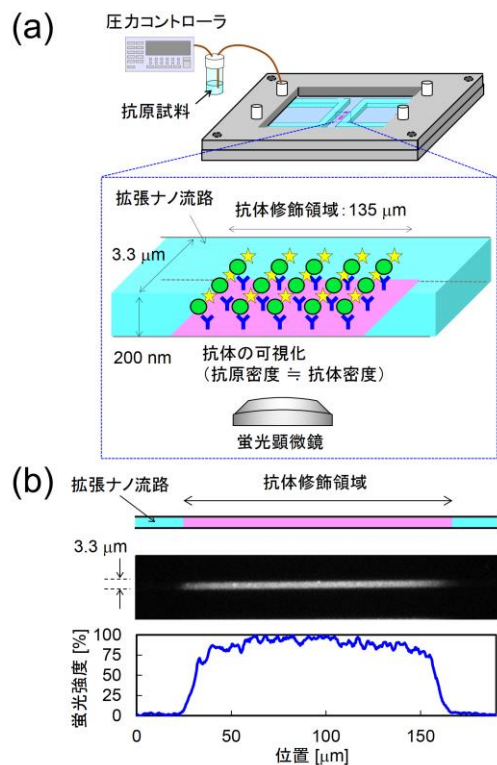 (a)
圧力コントローラ
抗原試料
拡張ナノ流路
抗体修飾領域：135 μm
3.3 μm
200 nm
抗体の可視化
（抗原密度 ≒ 抗体密度）
蛍光顕微鏡
(b)
拡張ナノ流路
抗体修飾領域
3.3 μm
蛍光強度 [%]
100
75
50
25
0
0
50
100
150
位置 [μm]